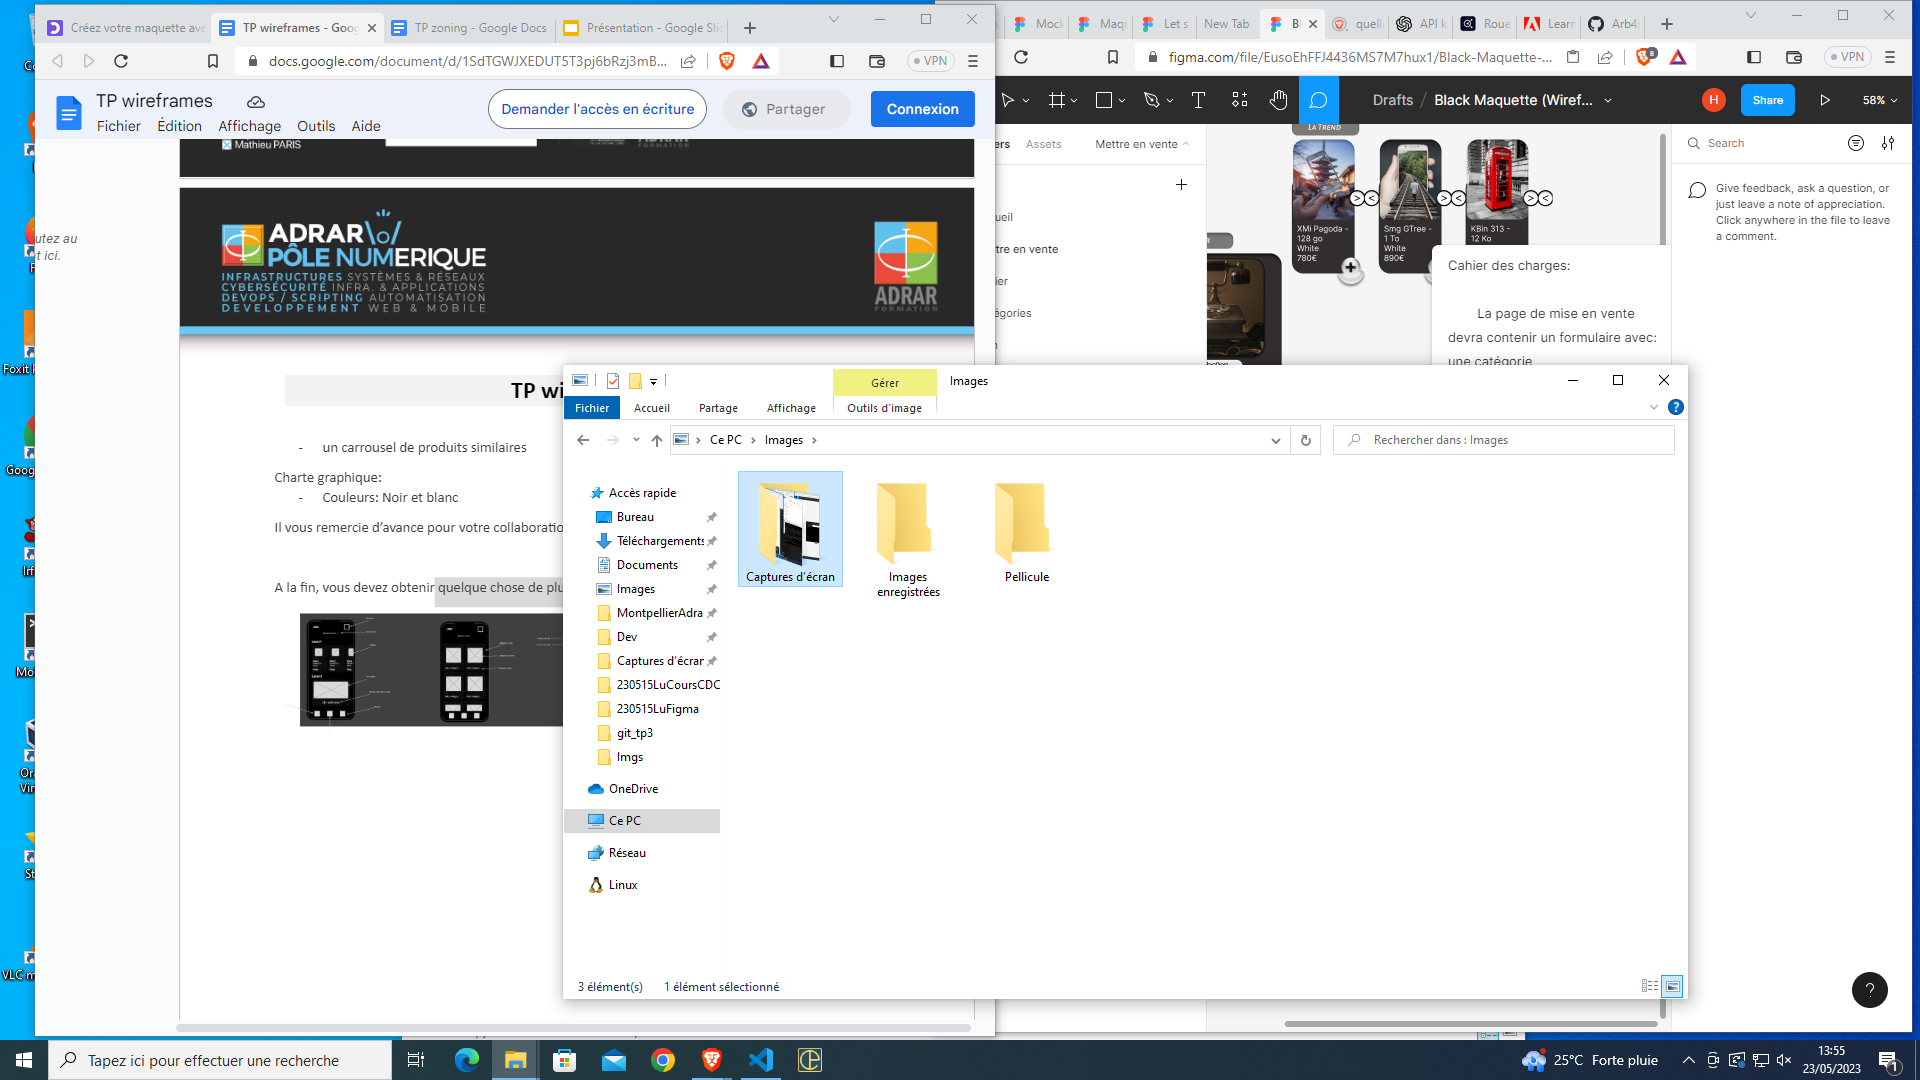 Créez votre maquette ave
TP wireframes - Goog
TP zoning - Google Docs
Présentation - Google Slid
docs.google.com/document/d/1SdTGWJXEDUT5T3pj6bRzj3mB...
VPN
TP wireframes
Fichier Édition Affichage Outils Aide
Demander l'accès en écriture
Partager
Connexion
Mathieu PARIS
FORMATION
utez au
t ici.
ADRAR
PÔLE NUMERIQUE
INFRASTRUCTURES SYSTÈMES & RÉSEAUX
CYBERSÉCURITÉ INFRA. & APPLICATIONS
DEVOPS / SCRIPTING AUTOMATISATION
DEVELOPPEMENT WEB & MOBILE
ADRAR
FORMATION
TP wi
- un carrousel de produits similaires
Charte graphique:
- Couleurs: Noir et blanc
Il vous remercie d'avance pour votre collaboratio
A la fin, vous devez obtenir quelque chose de plu
Mock
Maqu
Let s
New Tab
B
quell
API k
Roue
Learn
Arb4
figma.com/file/EusoEhFFJ4436MS7M7hux1/Black-Maquette-...
8
VPN
Drafts / Black Maquette (Wiref...
H
Share
58%
ers Assets
Mettre en vente
ueil
tre en vente
ier
égories
n
LA TREND
XMi Pagoda -
128 go
White
780€
Smg GTree -
1 To
White
890€
KBin 313 -
12 Ko
Cahier des charges:
La page de mise en vente
devra contenir un formulaire avec:
une catégorie
Search
Give feedback, ask a question, or
just leave a note of appreciation.
Click anywhere in the file to leave
a comment.
Gérer
Images
Fichier Accueil Partage Affichage Outils d'image
Ce PC
Images
Rechercher dans : Images
Accès rapide
Bureau
Téléchargements
Documents
Images
MontpellierAdra
Dev
Captures d'écran
230515LuCoursCDC
230515LuFigma
git_tp3
Imgs
OneDrive
Ce PC
Réseau
Linux
Captures d'écran
Images
enregistrées
Pellicule
3 élément(s)
1 élément sélectionné
Co
Foxit
Goog
Mo
Vir
St
VLC m
Tapez ici pour effectuer une recherche
25°C Forte pluie
13:55
23/05/2023
1